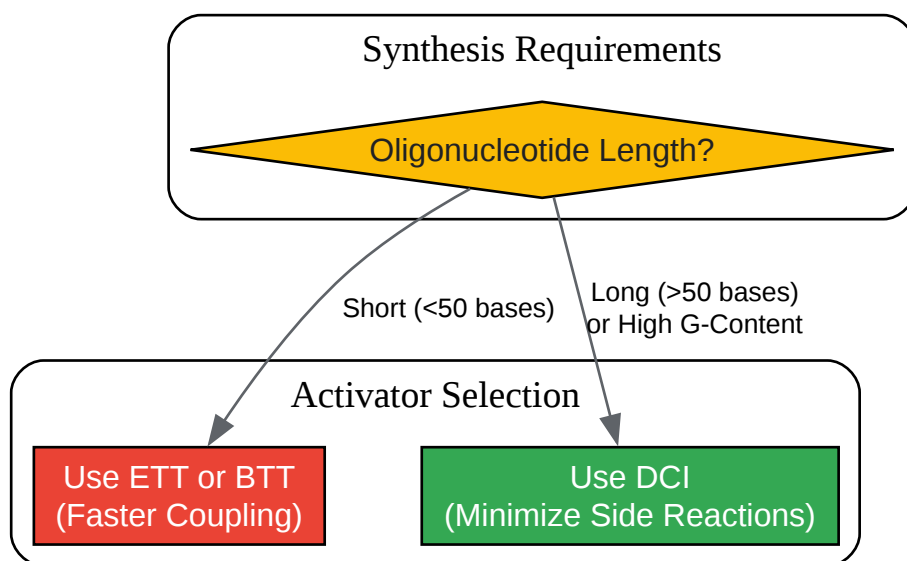 Synthesis Requirements
Oligonucleotide Length?
Short (<50 bases)
Long (>50 bases)
or High G-Content
Activator Selection
Use ETT or BTT
(Faster Coupling)
Use DCI
(Minimize Side Reactions)